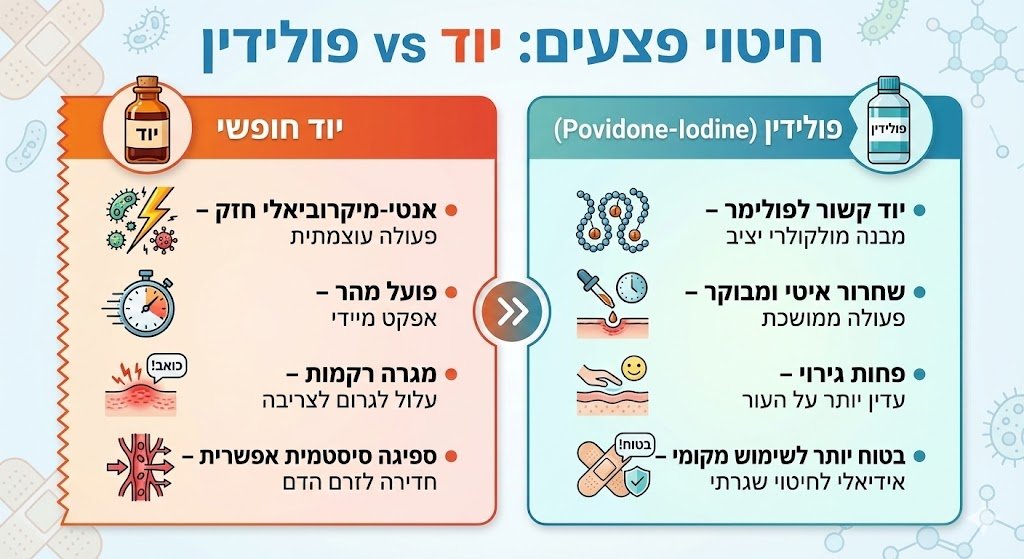 חיטוי פצעים: יוד vs פולידין
פולידין (Povidone-Iodine)
פולידין
יוד קשור לפולימר –
מבנה מולקולרי יציב
שחרור איטי ומבוקר –
פעולה ממושכת
פחות גירוי –
עדין יותר על העור
בטוח יותר לשימוש מקומי –
אידיאלי לחיטוי שגרתי
בטוח!
יוד חופשי
יוד
אנטי-מיקרוביאלי חזק –
פעולה עוצמתית
פועל מהר –
אפקט מיידי
מגרה רקמות –
עלול לגרום לצריבה
כואב!
ספיגה סיסטמית אפשרית –
חדירה לזרם הדם